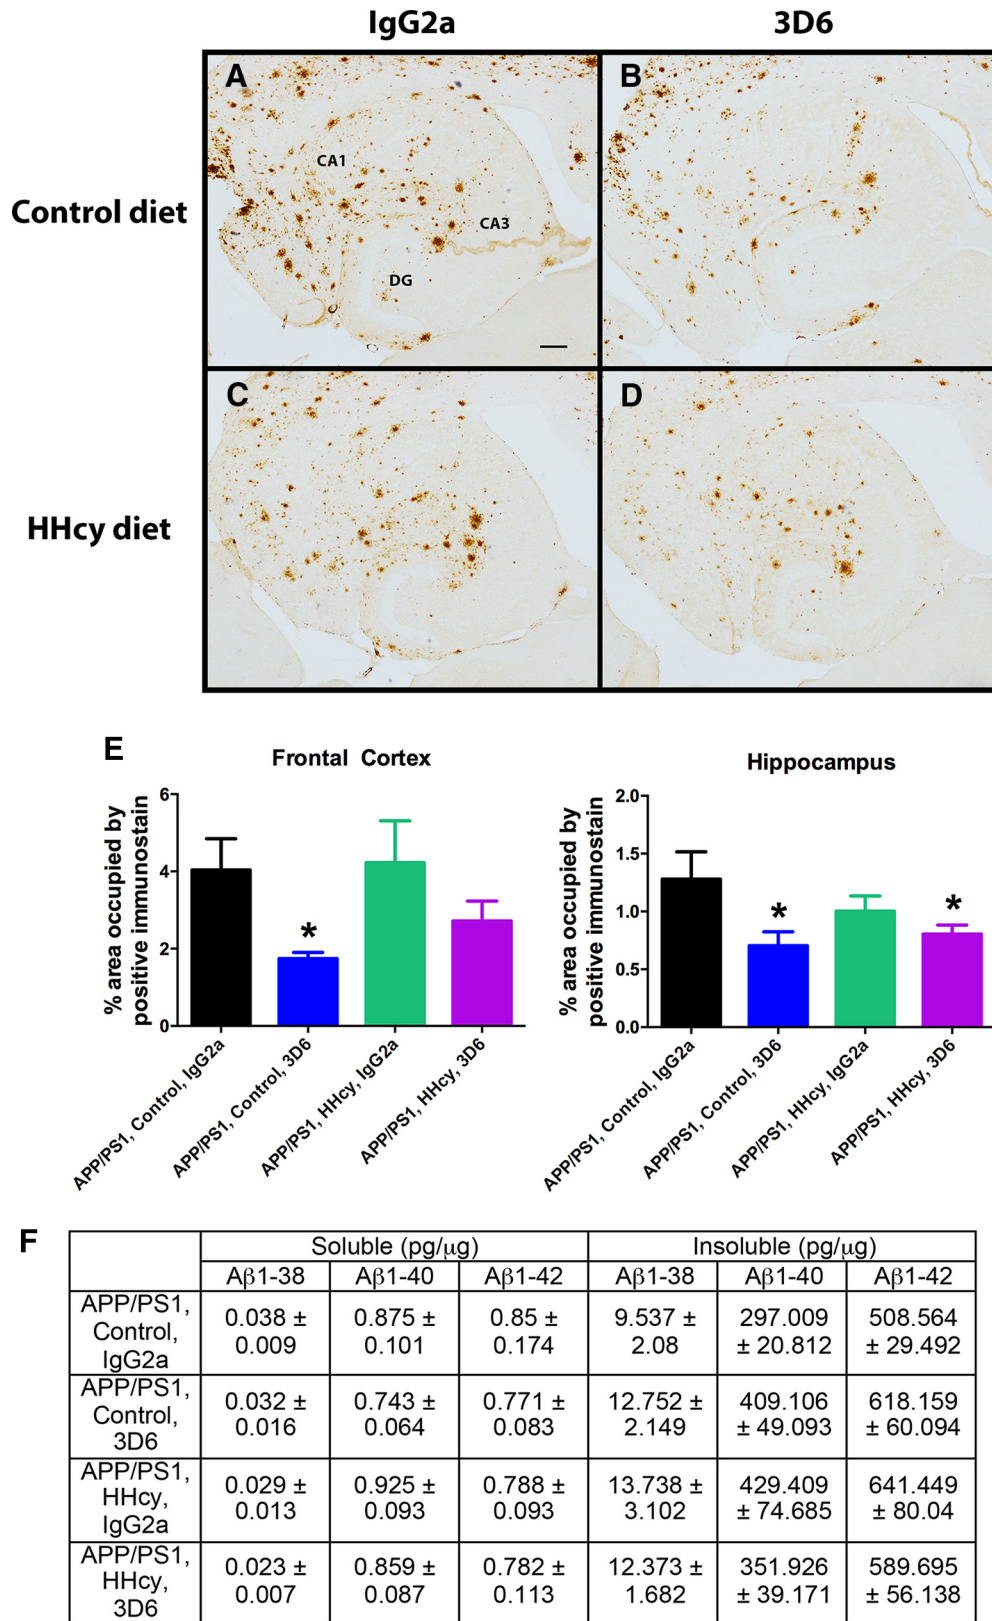 IgG2a 3D6
A B
CA1
Control diet
CA3
DG
C D
HHcy diet
E
Frontal Cortex
% area occupied by
positive immunostain
6
4
2
0
*
APP/PS1, Control, IgG2a
APP/PS1, Control, 3D6
APP/PS1, HHcy, IgG2a
APP/PS1, HHcy, 3D6
Hippocampus
% area occupied by
positive immunostain
2.0
1.5
1.0
0.5
0.0
* *
APP/PS1, Control, IgG2a
APP/PS1, Control, 3D6
APP/PS1, HHcy, IgG2a
APP/PS1, HHcy, 3D6
F
Soluble (pg/μg) Insoluble (pg/μg)
Aβ1-38 Aβ1-40 Aβ1-42 Aβ1-38 Aβ1-40 Aβ1-42
APP/PS1,
Control, 0.038 ± 0.875 ± 0.85 ± 9.537 ± 297.009 508.564
IgG2a 0.009 0.101 0.174 2.08 ± 20.812 ± 29.492
APP/PS1,
Control, 0.032 ± 0.743 ± 0.771 ± 12.752 ± 409.106 618.159
3D6 0.016 0.064 0.083 2.149 ± 49.093 ± 60.094
APP/PS1,
HHcy, 0.029 ± 0.925 ± 0.788 ± 13.738 ± 429.409 641.449
IgG2a 0.013 0.093 0.093 3.102 ± 74.685 ± 80.04
APP/PS1,
HHcy, 0.023 ± 0.859 ± 0.782 ± 12.373 ± 351.926 589.695
3D6 0.007 0.087 0.113 1.682 ± 39.171 ± 56.138